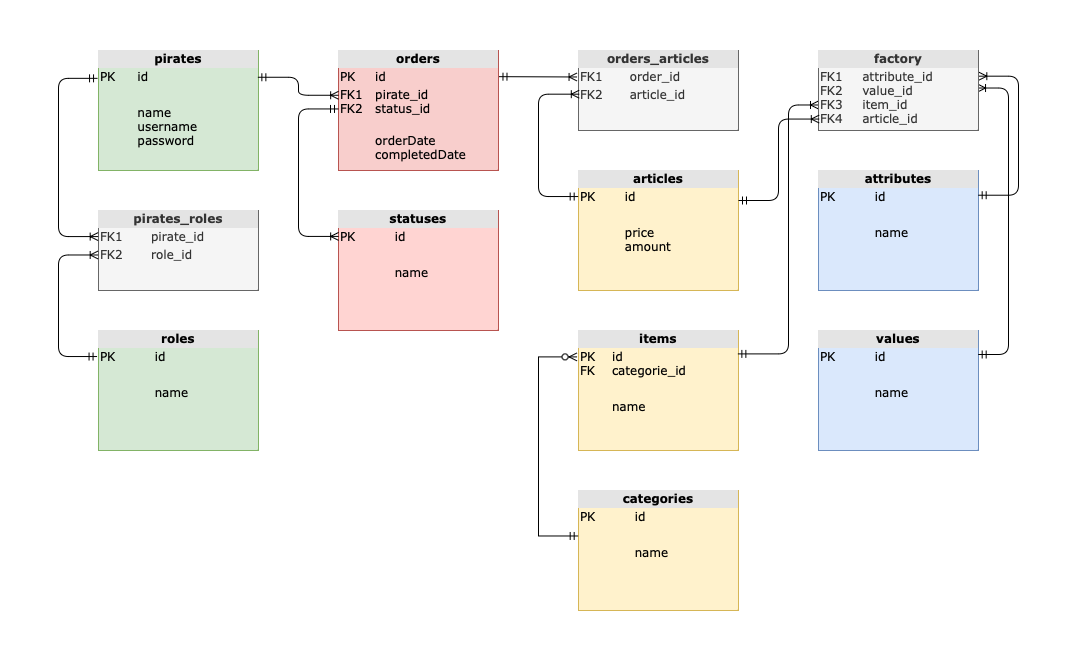 pirates
PK id
name
username
password
orders
PK id
FK1 pirate_id
FK2 status_id
orderDate
completedDate
orders_articles
FK1 order_id
FK2 article_id
factory
FK1 attribute_id
FK2 value_id
FK3 item_id
FK4 article_id
pirates_roles
FK1 pirate_id
FK2 role_id
statuses
PK id
name
articles
PK id
price
amount
attributes
PK id
name
roles
PK id
name
items
PK id
FK categorie_id
name
values
PK id
name
categories
PK id
name